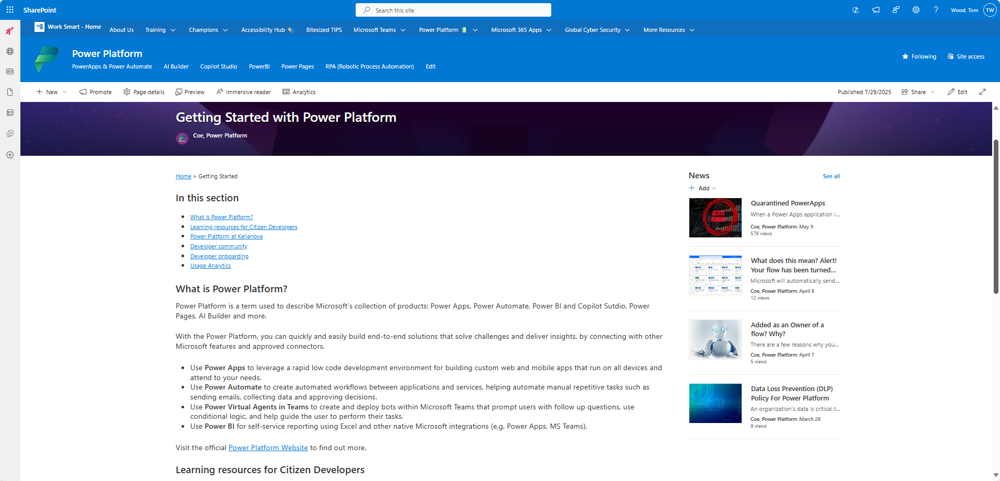 SharePoint
Search this site
Wood, Tom
TW
Work Smart - Home
About Us
Training
Champions
Accessibility Hub
Bitesized TIPS
Microsoft Teams
Power Platform
Microsoft 365 Apps
Global Cyber Security
More Resources
Power Platform
PowerApps & Power Automate
AI Builder
Copilot Studio
PowerBI
Power Pages
RPA (Robotic Process Automation)
Edit
Following
Site access
New
Promote
Page details
Preview
Immersive reader
Analytics
Published 7/29/2025
Share
Edit
Getting Started with Power Platform
Coe, Power Platform
Home > Getting Started
In this section
What is Power Platform?
Learning resources for Citizen Developers
Power Platform at Kellanova
Developer community
Developer onboarding
Usage Analytics
What is Power Platform?
Power Platform is a term used to describe Microsoft's collection of products: Power Apps, Power Automate, Power BI and Copilot Sutdio, Power
Pages, AI Builder and more.
With the Power Platform, you can quickly and easily build end-to-end solutions that solve challenges and deliver insights, by connecting with other
Microsoft features and approved connectors.
Use Power Apps to leverage a rapid low code development environment for building custom web and mobile apps that run on all devices and
attend to your needs.
Use Power Automate to create automated workflows between applications and services, helping automate manual repetitive tasks such as
sending emails, collecting data and approving decisions.
Use Power Virtual Agents in Teams to create and deploy bots within Microsoft Teams that prompt users with follow up questions, use
conditional logic, and help guide the user to perform their tasks.
Use Power BI for self-service reporting using Excel and other native Microsoft integrations (e.g. Power Apps, MS Teams).
Visit the official Power Platform Website to find out more.
Learning resources for Citizen Developers
News
See all
Add
ACCESS
DENIED!
Quarantined PowerApps
When a Power Apps application i...
Coe, Power Platform May 9
579 views
What does this mean? Alert!
Your flow has been turned...
Microsoft will automatically send...
Coe, Power Platform April 8
12 views
Added as an Owner of a
flow? Why?
There are a few reasons why you...
Coe, Power Platform April 7
5 views
Data Loss Prevention (DLP)
Policy For Power Platform
An organization's data is critical t...
Coe, Power Platform March 28
9 views